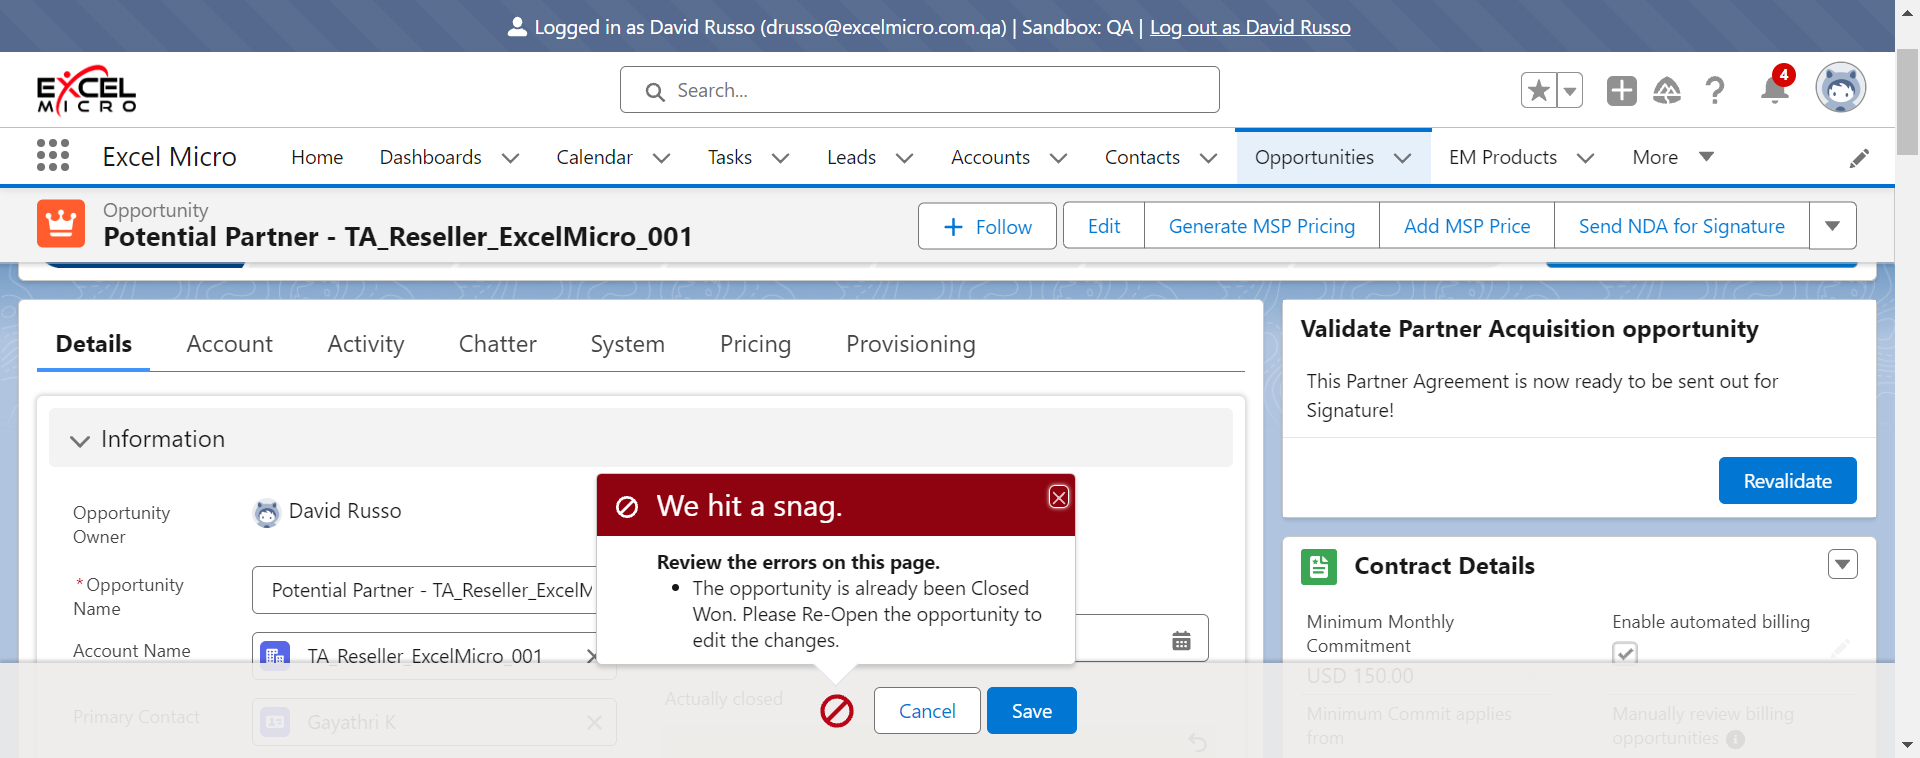 Logged in as David Russo (drusso@excelmicro.com.qa) | Sandbox: QA | Log out as David Russo
EXCEL
MICRO
Search...
4
Excel Micro
Home
Dashboards
Calendar
Tasks
Leads
Accounts
Contacts
Opportunities
EM Products
More
Opportunity
Potential Partner - TA_Reseller_ExcelMicro_001
Follow
Edit
Generate MSP Pricing
Add MSP Price
Send NDA for Signature
Details
Account
Activity
Chatter
System
Pricing
Provisioning
Information
Opportunity
Owner
David Russo
*Opportunity
Name
Potential Partner - TA_Reseller_ExcelM
Account Name
TA_Reseller_ExcelMicro_001
Primary Contact
Gayathri K
We hit a snag.
Review the errors on this page.
• The opportunity is already been Closed
Won. Please Re-Open the opportunity to
edit the changes.
Actually closed
Cancel
Save
Validate Partner Acquisition opportunity
This Partner Agreement is now ready to be sent out for
Signature!
Revalidate
Contract Details
Minimum Monthly
Commitment
USD 150.00
Enable automated billing
Minimum Commit applies
from
Manually review billing
opportunities